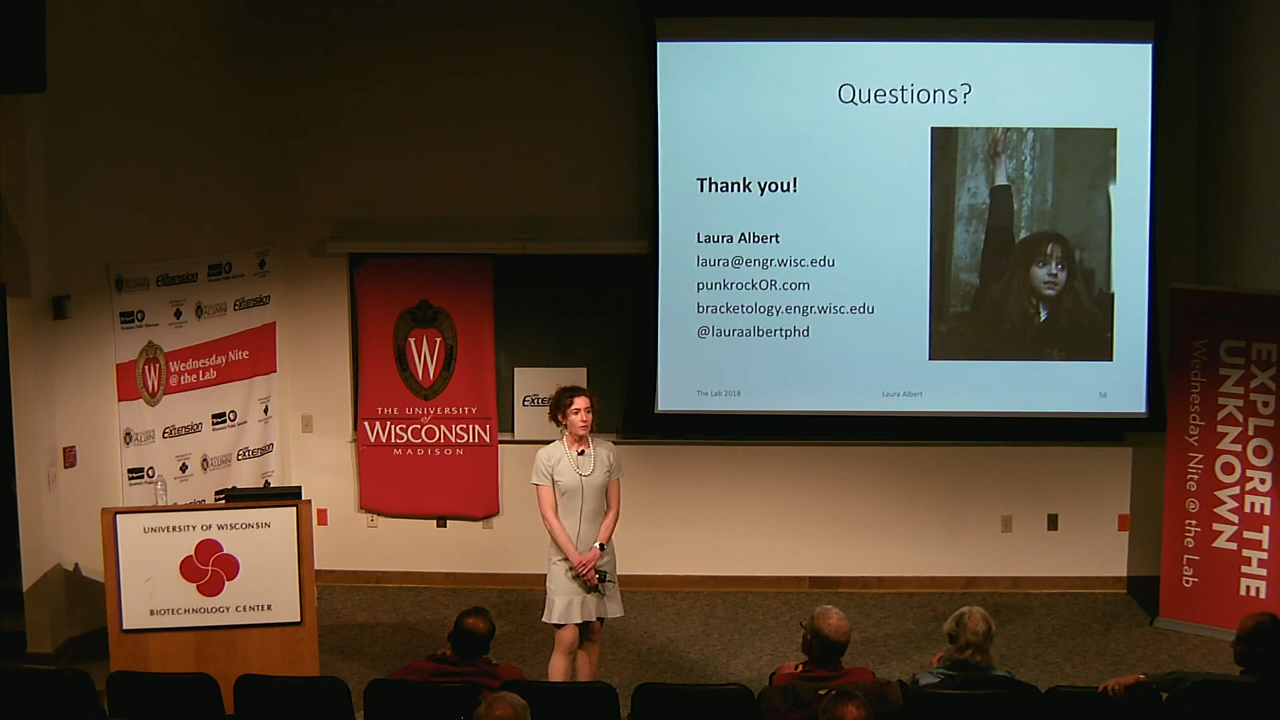 Questions?
Thank you!
Laura Albert
laura@engr.wisc.edu
punkrockOR.com
bracketology.engr.wisc.edu
@lauraalbertphd
The Lab 2018
Laura Albert
56
Extension
Extension
Wednesday Nite
@ the Lab
Extension
Extension
W
THE UNIVERSITY
of
WISCONSIN
MADISON
UNIVERSITY OF WISCONSIN
BIOTECHNOLOGY CENTER
EXPLORE THE
UNKNOWN
Wednesday Nite @ the Lab